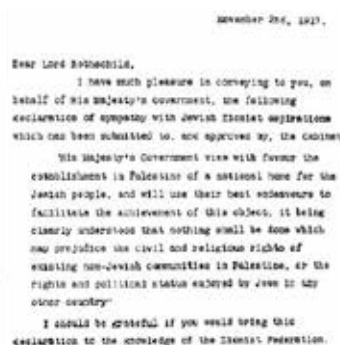 November 2nd, 1917.
Dear Lord Rothschild,
I have much pleasure in conveying to you, on
behalf of His Majesty's Government, the following
declaration of sympathy with Jewish Zionist aspirations
which has been submitted to, and approved by, the Cabinet
His Majesty's Government view with favour the
establishment in Palestine of a national home for the
Jewish people, and will use their best endeavours to
facilitate the achievement of this object, it being
clearly understood that nothing shall be done which
may prejudice the civil and religious rights of
existing non-Jewish communities in Palestine, or the
rights and political status enjoyed by Jews in any
other country"
I should be grateful if you would bring this
declaration to the knowledge of the Zionist Federation.